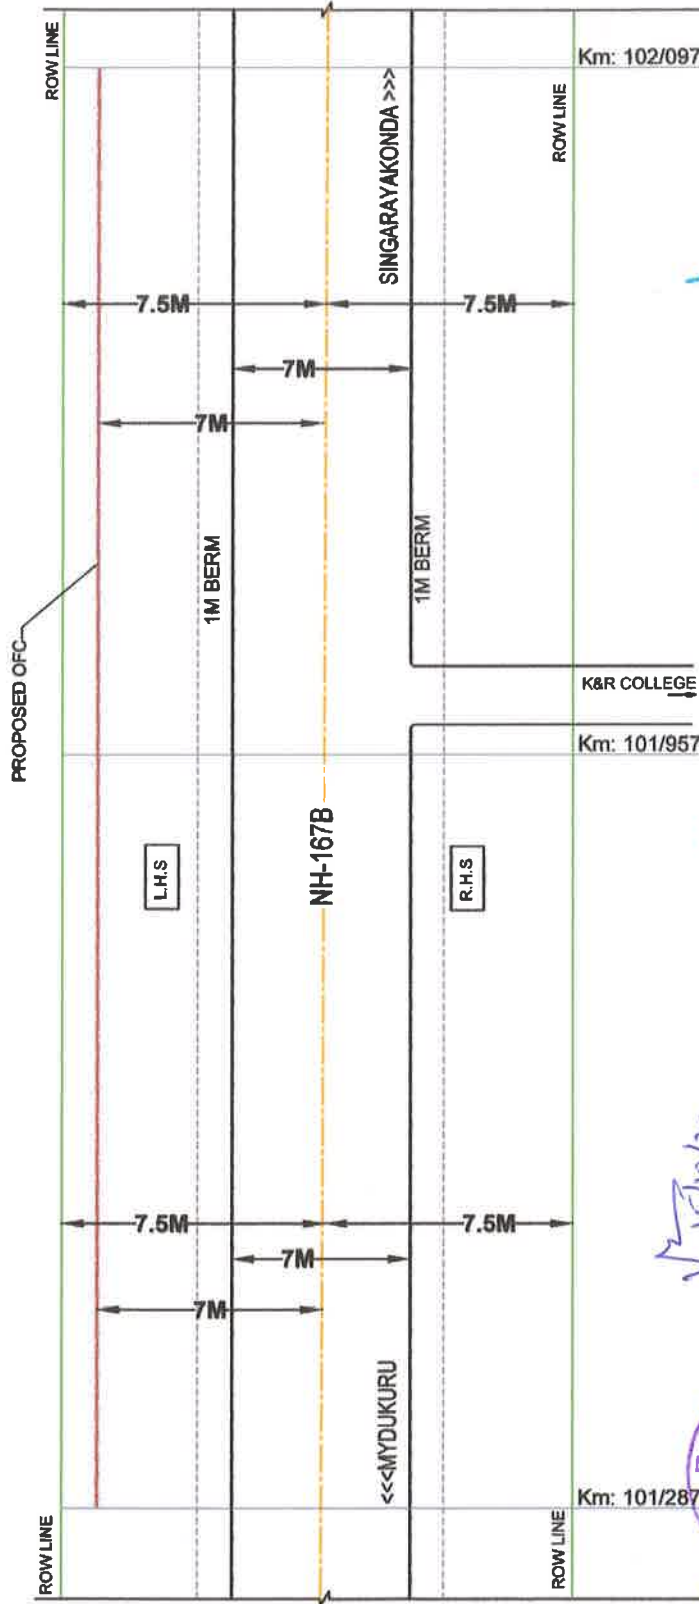 ROW LINE
ROW LINE
Km: 102/097
SINGARAYAKONDA >>>
7.5M
7.5M
7M
7M
1M BERM
1M BERM
PROPOSED OFC
K&R COLLEGE
Km: 101/957
L.H.S
NH-167B
R.H.S
7.5M
7.5M
7M
7M
<<<MYDUKURU
Km: 101/287
ROW LINE
ROW LINE